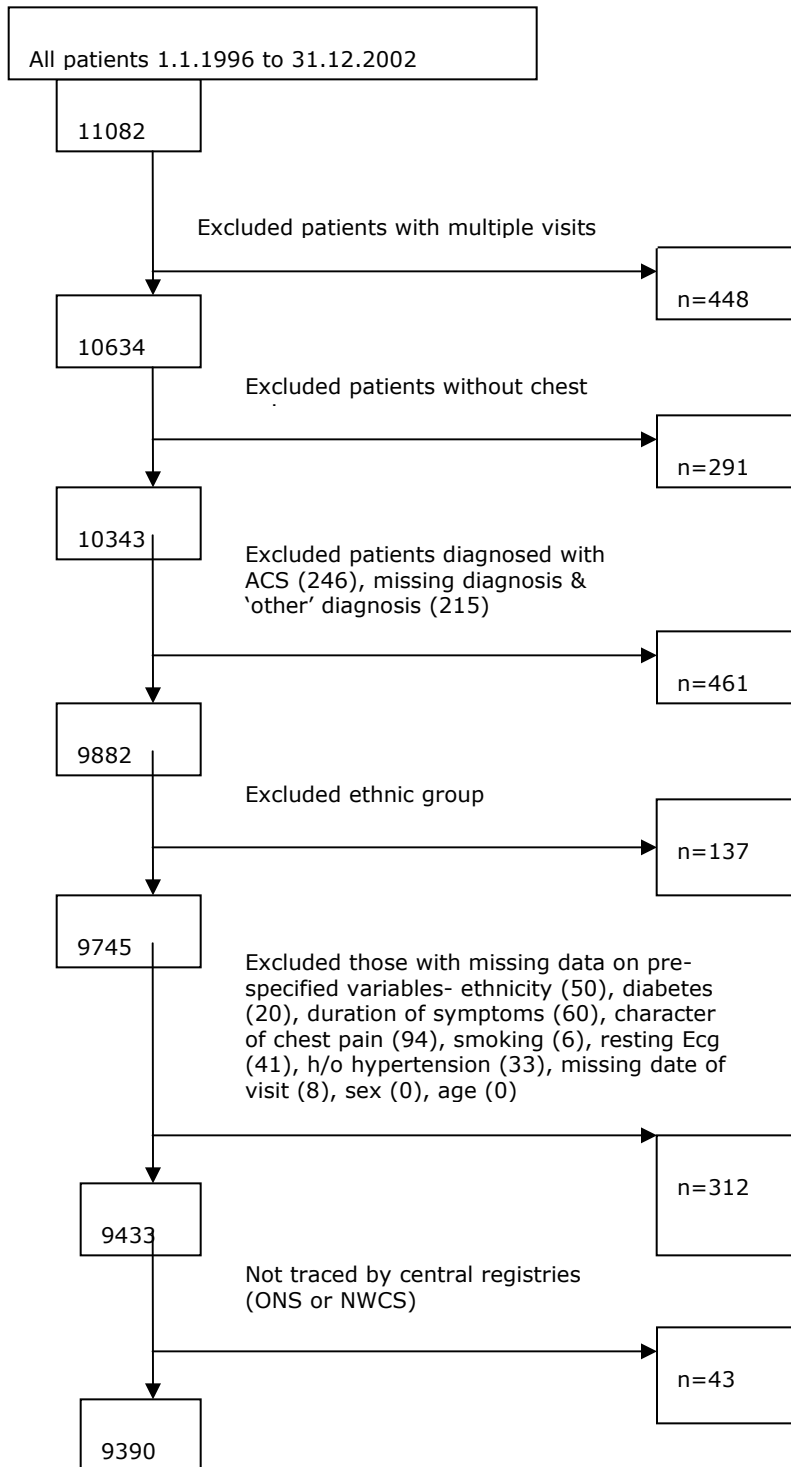 All patients 1.1.1996 to 31.12.2002
11082
Excluded patients with multiple visits
n=448
10634
Excluded patients without chest
n=291
10343
Excluded patients diagnosed with
ACS (246), missing diagnosis &
‘other’ diagnosis (215)
n=461
9882
Excluded ethnic group
n=137
9745
Excluded those with missing data on pre-
specified variables- ethnicity (50), diabetes
(20), duration of symptoms (60), character
of chest pain (94), smoking (6), resting Ecg
(41), h/o hypertension (33), missing date of
visit (8), sex (0), age (0)
n=312
9433
Not traced by central registries
(ONS or NWCS)
n=43
9390